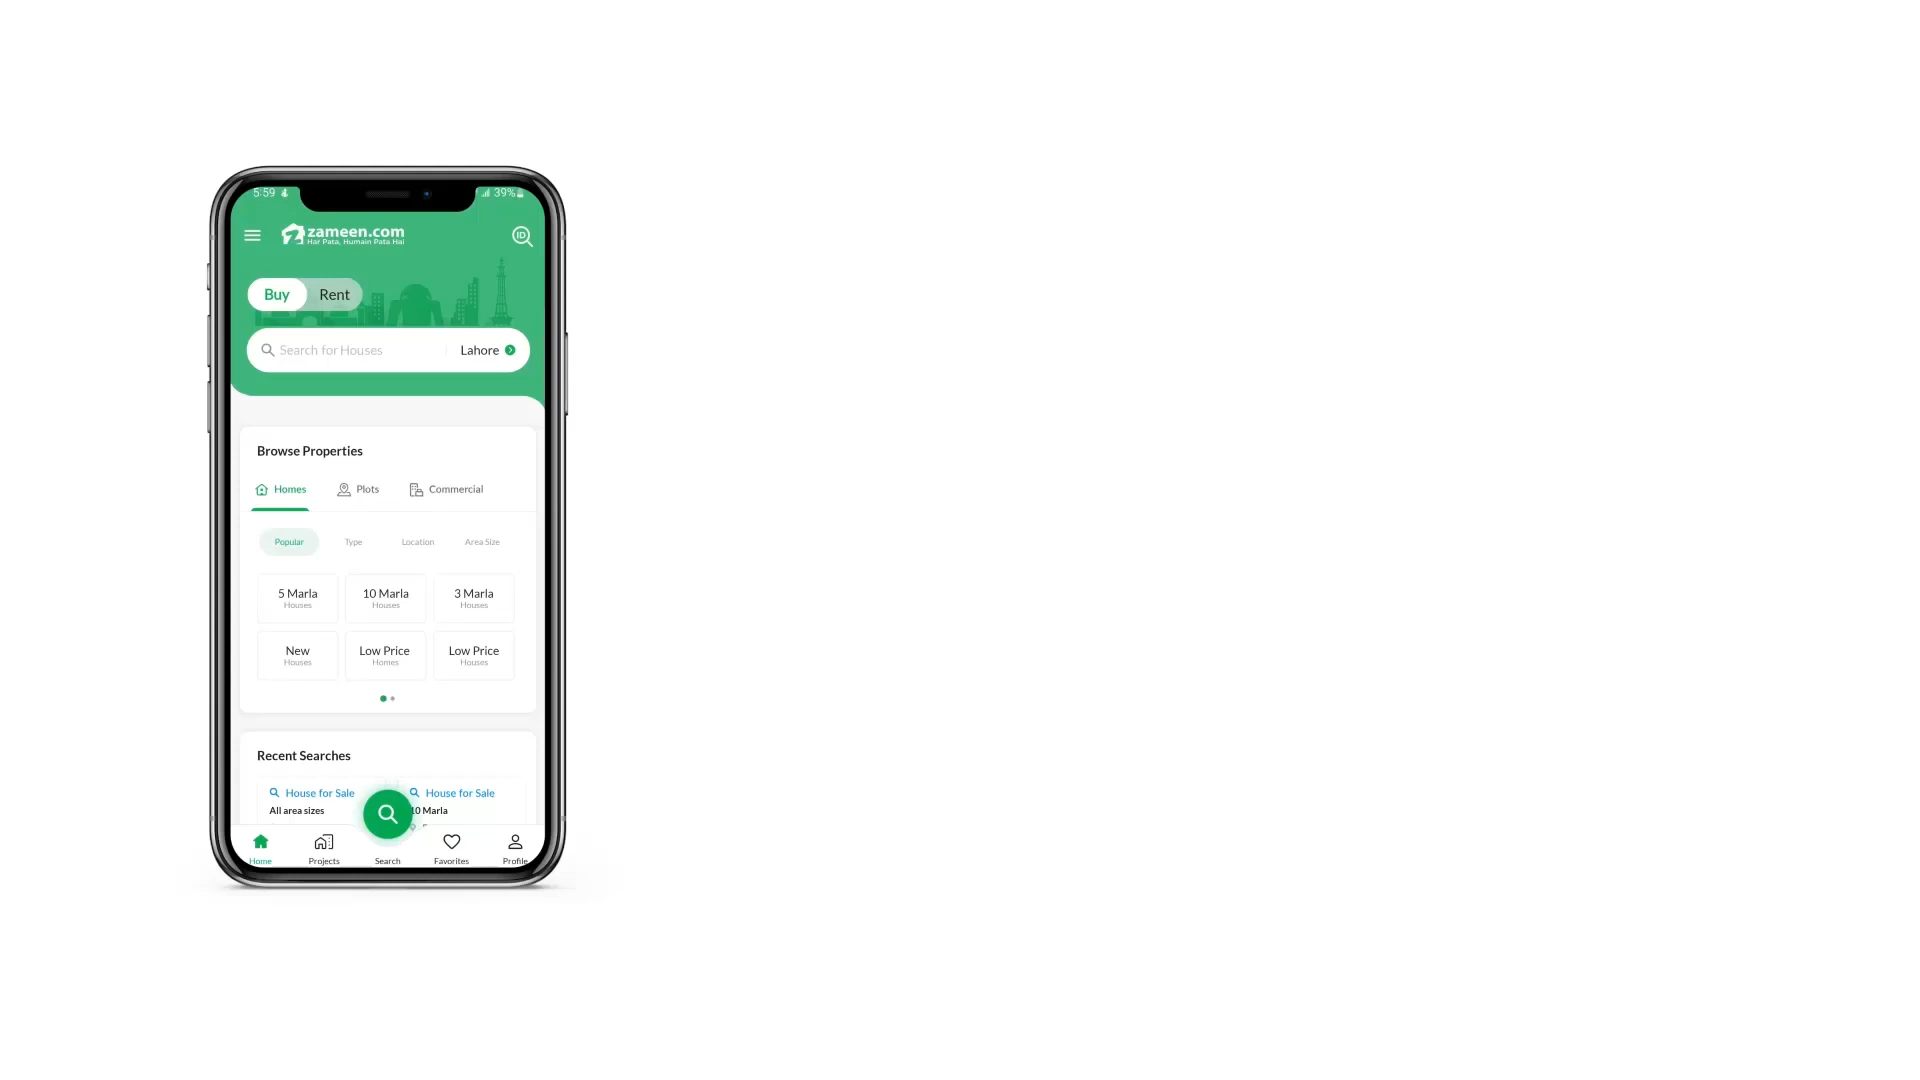 5:59
39%
zameen.com
Har Pata, Humain Pata Hai
ID
Buy Rent
Search for Houses Lahore
Browse Properties
Homes Plots Commercial
Popular Type Location Area Size
5 Marla 10 Marla 3 Marla
Houses Houses Houses
New Low Price Low Price
Houses Homes Houses
Recent Searches
House for Sale House for Sale
All area sizes 10 Marla
Home Projects Search Favorites Profile